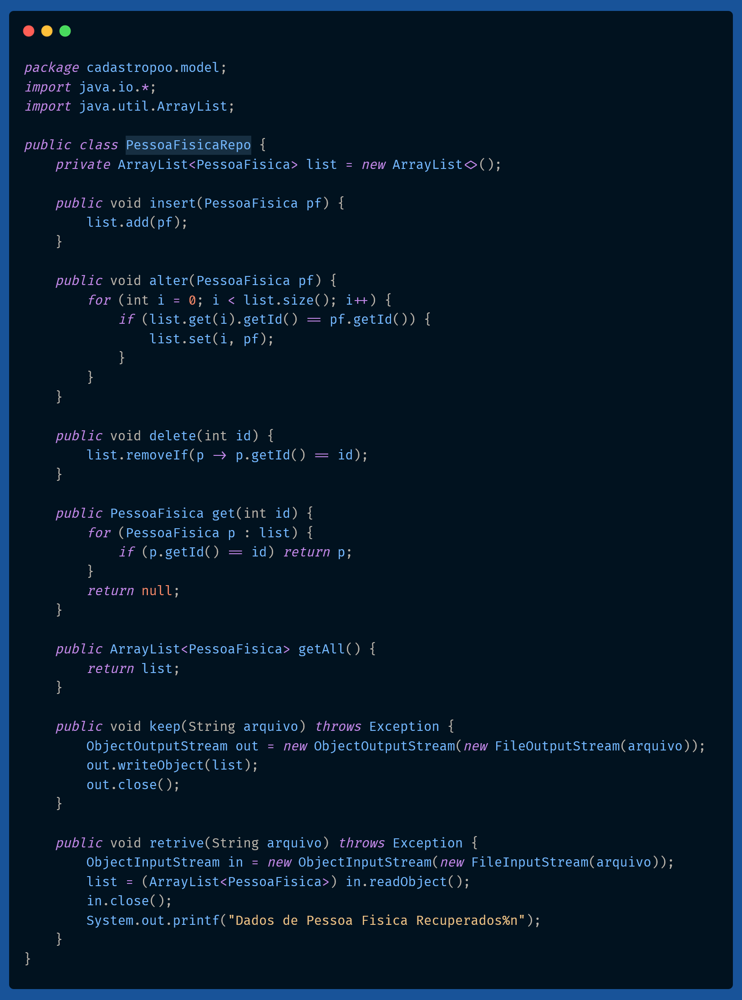 package cadastropoo.model;
import java.io.*;
import java.util.ArrayList;

public class PessoaFisicaRepo {
    private ArrayList<PessoaFisica> list = new ArrayList<>();

    public void insert(PessoaFisica pf) {
        list.add(pf);
    }

    public void alter(PessoaFisica pf) {
        for (int i = 0; i < list.size(); i++) {
            if (list.get(i).getId() == pf.getId()) {
                list.set(i, pf);
            }
        }
    }

    public void delete(int id) {
        list.removeIf(p -> p.getId() == id);
    }

    public PessoaFisica get(int id) {
        for (PessoaFisica p : list) {
            if (p.getId() == id) return p;
        }
        return null;
    }

    public ArrayList<PessoaFisica> getAll() {
        return list;
    }

    public void keep(String arquivo) throws Exception {
        ObjectOutputStream out = new ObjectOutputStream(new FileOutputStream(arquivo));
        out.writeObject(list);
        out.close();
    }

    public void retrive(String arquivo) throws Exception {
        ObjectInputStream in = new ObjectInputStream(new FileInputStream(arquivo));
        list = (ArrayList<PessoaFisica>) in.readObject();
        in.close();
        System.out.printf("Dados de Pessoa Fisica Recuperados%n");
    }
}